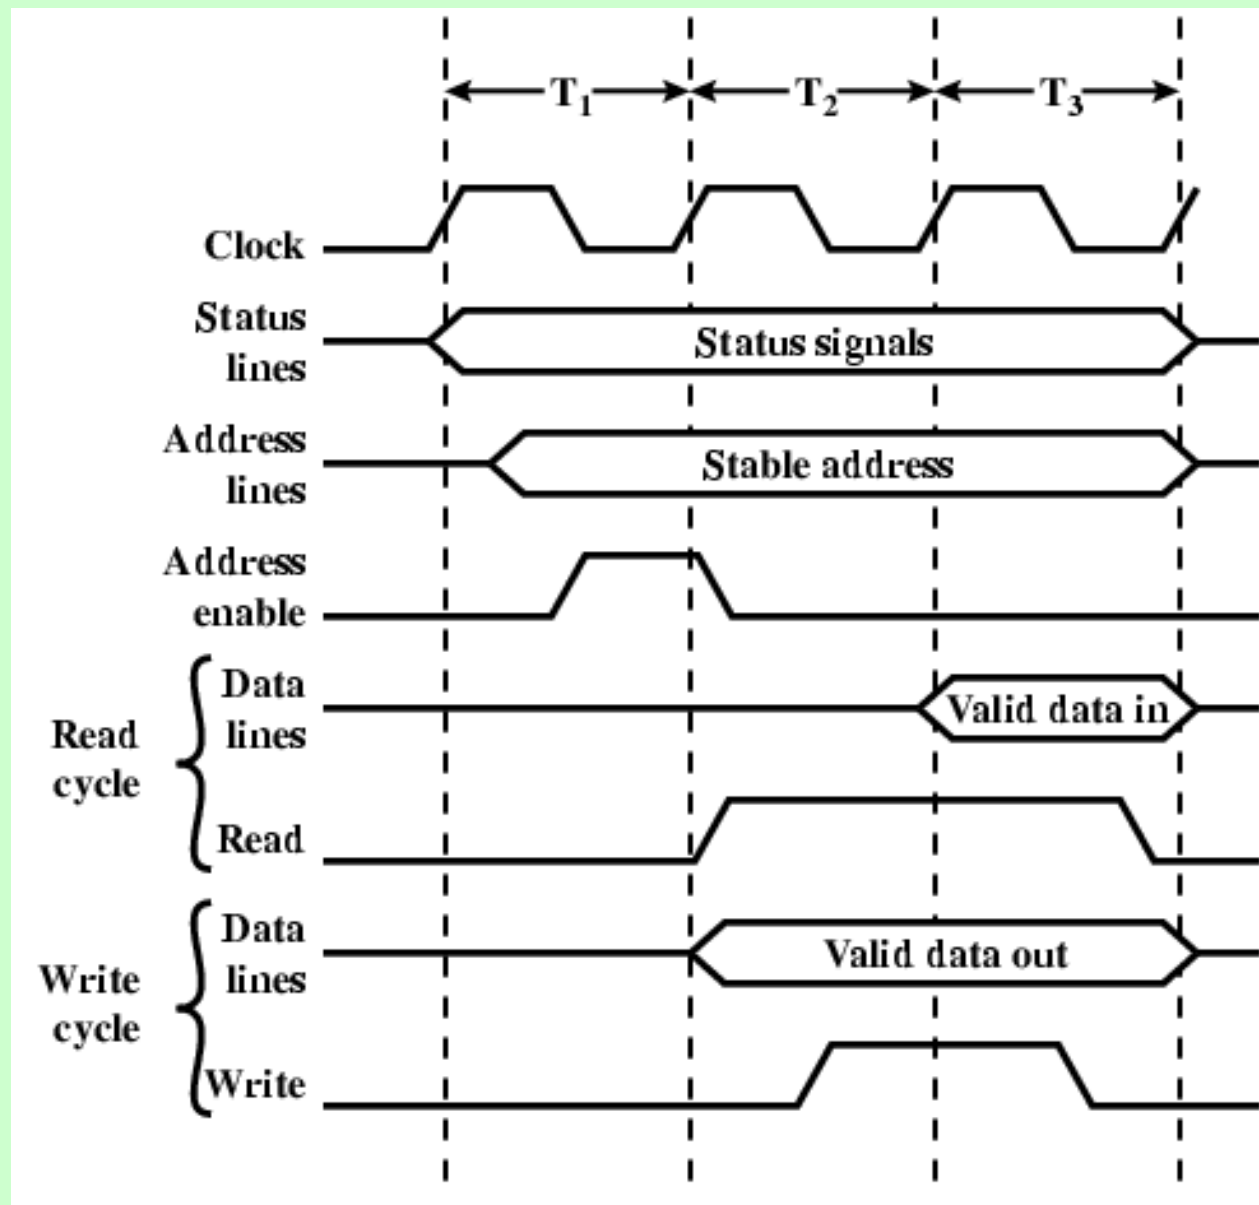 T1 T2 T3
Clock
Status
lines
Status signals
Address
lines
Stable address
Address
enable
Read
cycle
Data
lines
Valid data in
Read
Write
cycle
Data
lines
Valid data out
Write